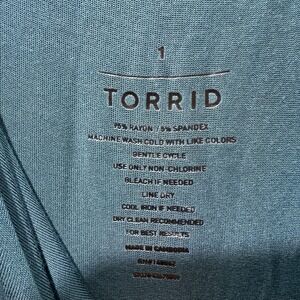 1
TORRID
95% RAYON / 5% SPANDEX
MACHINE WASH COLD WITH LIKE COLORS
GENTLE CYCLE
USE ONLY NON-CHLORINE
BLEACH IF NEEDED
LINE DRY
COOL IRON IF NEEDED
DRY CLEAN RECOMMENDED
FOR BEST RESULTS
MADE IN CAMBODIA